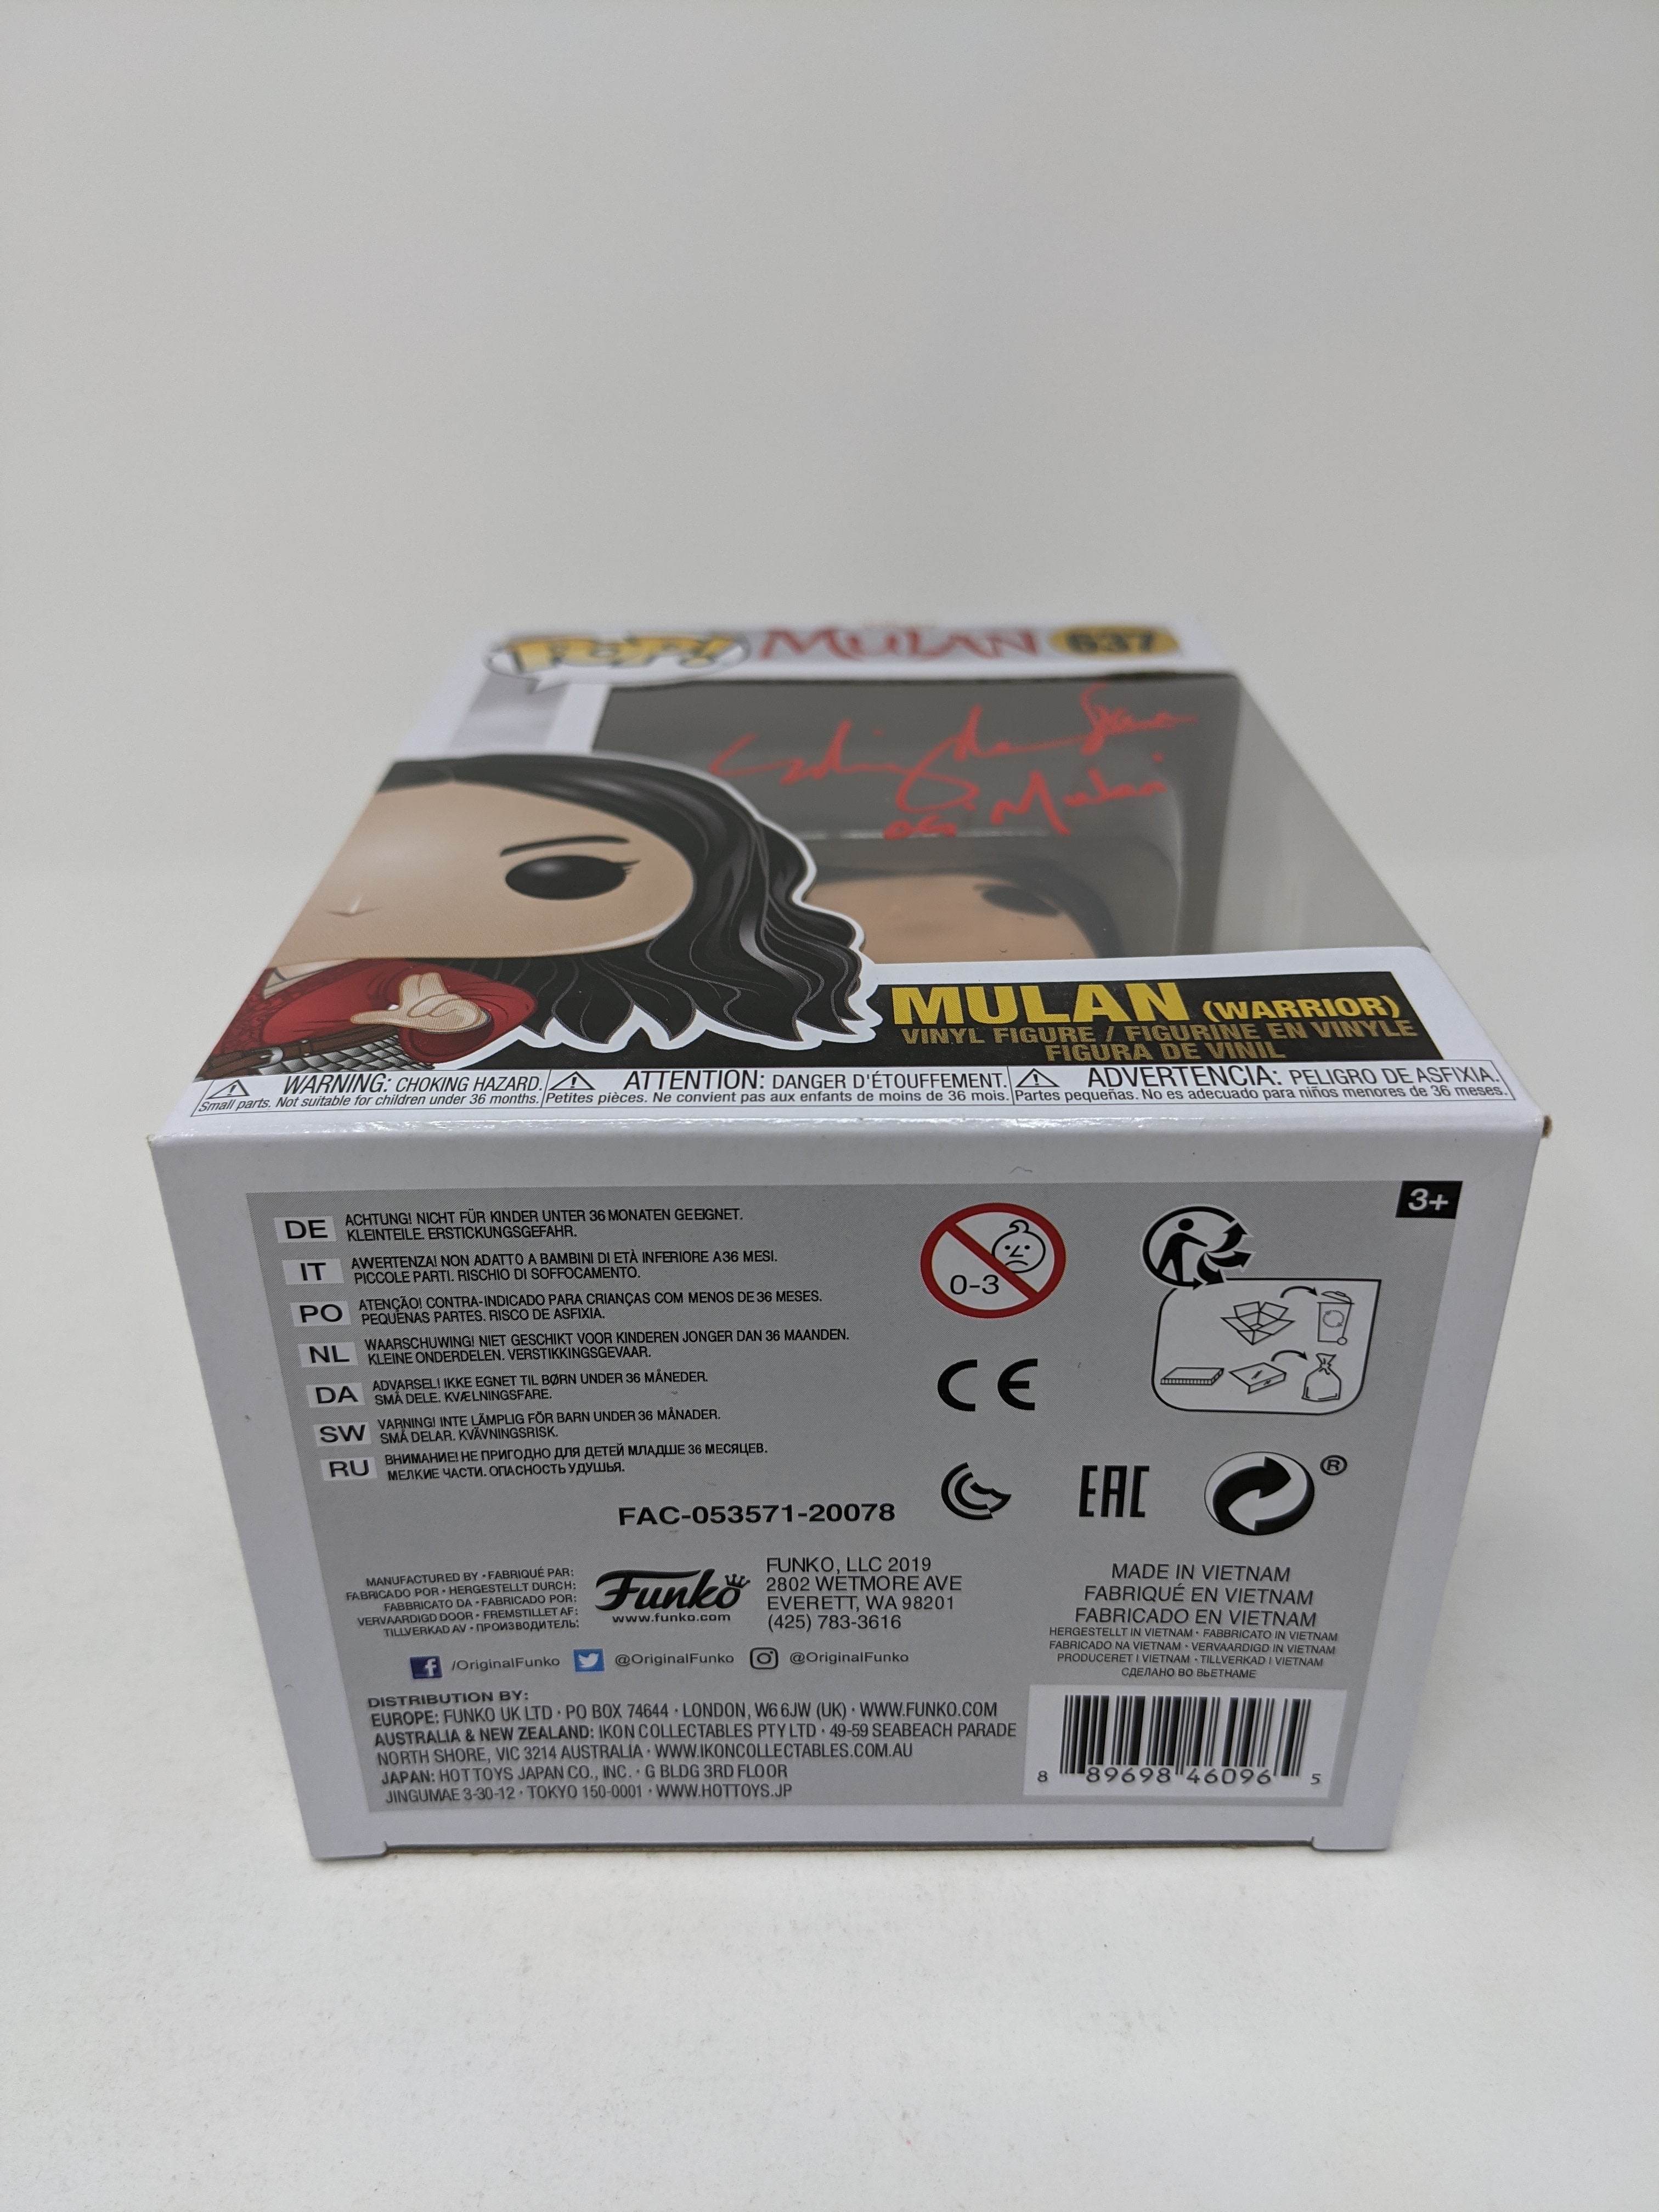 POP!
MULAN
637
OG Mulan
MULAN (WARRIOR)
VINYL FIGURE / FIGURINE EN VINYLE
FIGURA DE VINIL
WARNING: CHOKING HAZARD.
Small parts. Not suitable for children under 36 months.
ATTENTION: DANGER D'ÉTOUFFEMENT.
Petites pièces. Ne convient pas aux enfants de moins de 36 mois.
ADVERTENCIA: PELIGRO DE ASFIXIA.
Partes pequeñas. No es adecuado para niños menores de 36 meses.
3+
DE ACHTUNG! NICHT FÜR KINDER UNTER 36 MONATEN GEEIGNET.
KLEINTEILE. ERSTICKUNGSGEFAHR.
IT AVVERTENZA! NON ADATTO A BAMBINI DI ETÀ INFERIORE A 36 MESI.
PICCOLE PARTI. RISCHIO DI SOFFOCAMENTO.
PO ATENÇÃO! CONTRA-INDICADO PARA CRIANÇAS COM MENOS DE 36 MESES.
PEQUENAS PARTES. RISCO DE ASFIXIA.
NL WAARSCHUWING! NIET GESCHIKT VOOR KINDEREN JONGER DAN 36 MAANDEN.
KLEINE ONDERDELEN. VERSTIKKINGSGEVAAR.
DA ADVARSEL! IKKE EGNET TIL BØRN UNDER 36 MÅNEDER.
SMÅ DELE. KVÆLNINGSFARE.
SW VARNING! INTE LÄMPLIG FÖR BARN UNDER 36 MÅNADER.
SMÅ DELAR. KVÄVNINGSRISK.
RU ВНИМАНИЕ! НЕ ПРИГОДНО ДЛЯ ДЕТЕЙ МЛАДШЕ 36 МЕСЯЦЕВ.
МЕЛКИЕ ЧАСТИ. ОПАСНОСТЬ УДУШЬЯ.
0-3
CE
EAC
®
FAC-053571-20078
MANUFACTURED BY • FABRIQUÉ PAR:
FABRICADO POR • HERGESTELLT DURCH:
FABBRICATO DA • FABRICADO POR:
VERVAARDIGD DOOR • FREMSTILLET AF:
TILLVERKAD AV • ПРОИЗВОДИТЕЛЬ:
Funko
www.funko.com
FUNKO, LLC 2019
2802 WETMORE AVE
EVERETT, WA 98201
(425) 783-3616
/OriginalFunko @OriginalFunko @OriginalFunko
MADE IN VIETNAM
FABRIQUÉ EN VIETNAM
FABRICADO EN VIETNAM
HERGESTELLT IN VIETNAM • FABBRICATO IN VIETNAM
FABRICADO NA VIETNAM • VERVAARDIGD IN VIETNAM
PRODUCERET I VIETNAM • TILLVERKAD I VIETNAM
СДЕЛАНО ВО ВЬЕТНАМЕ
DISTRIBUTION BY:
EUROPE: FUNKO UK LTD • PO BOX 74644 • LONDON, W6 6JW (UK) • WWW.FUNKO.COM
AUSTRALIA & NEW ZEALAND: IKON COLLECTABLES PTY LTD • 49-59 SEABEACH PARADE
NORTH SHORE, VIC 3214 AUSTRALIA • WWW.IKONCOLLECTABLES.COM.AU
JAPAN: HOT TOYS JAPAN CO., INC. • G BLDG 3RD FLOOR
JINGUMAE 3-30-12 • TOKYO 150-0001 • WWW.HOTTOYS.JP
8 89698 46096 5